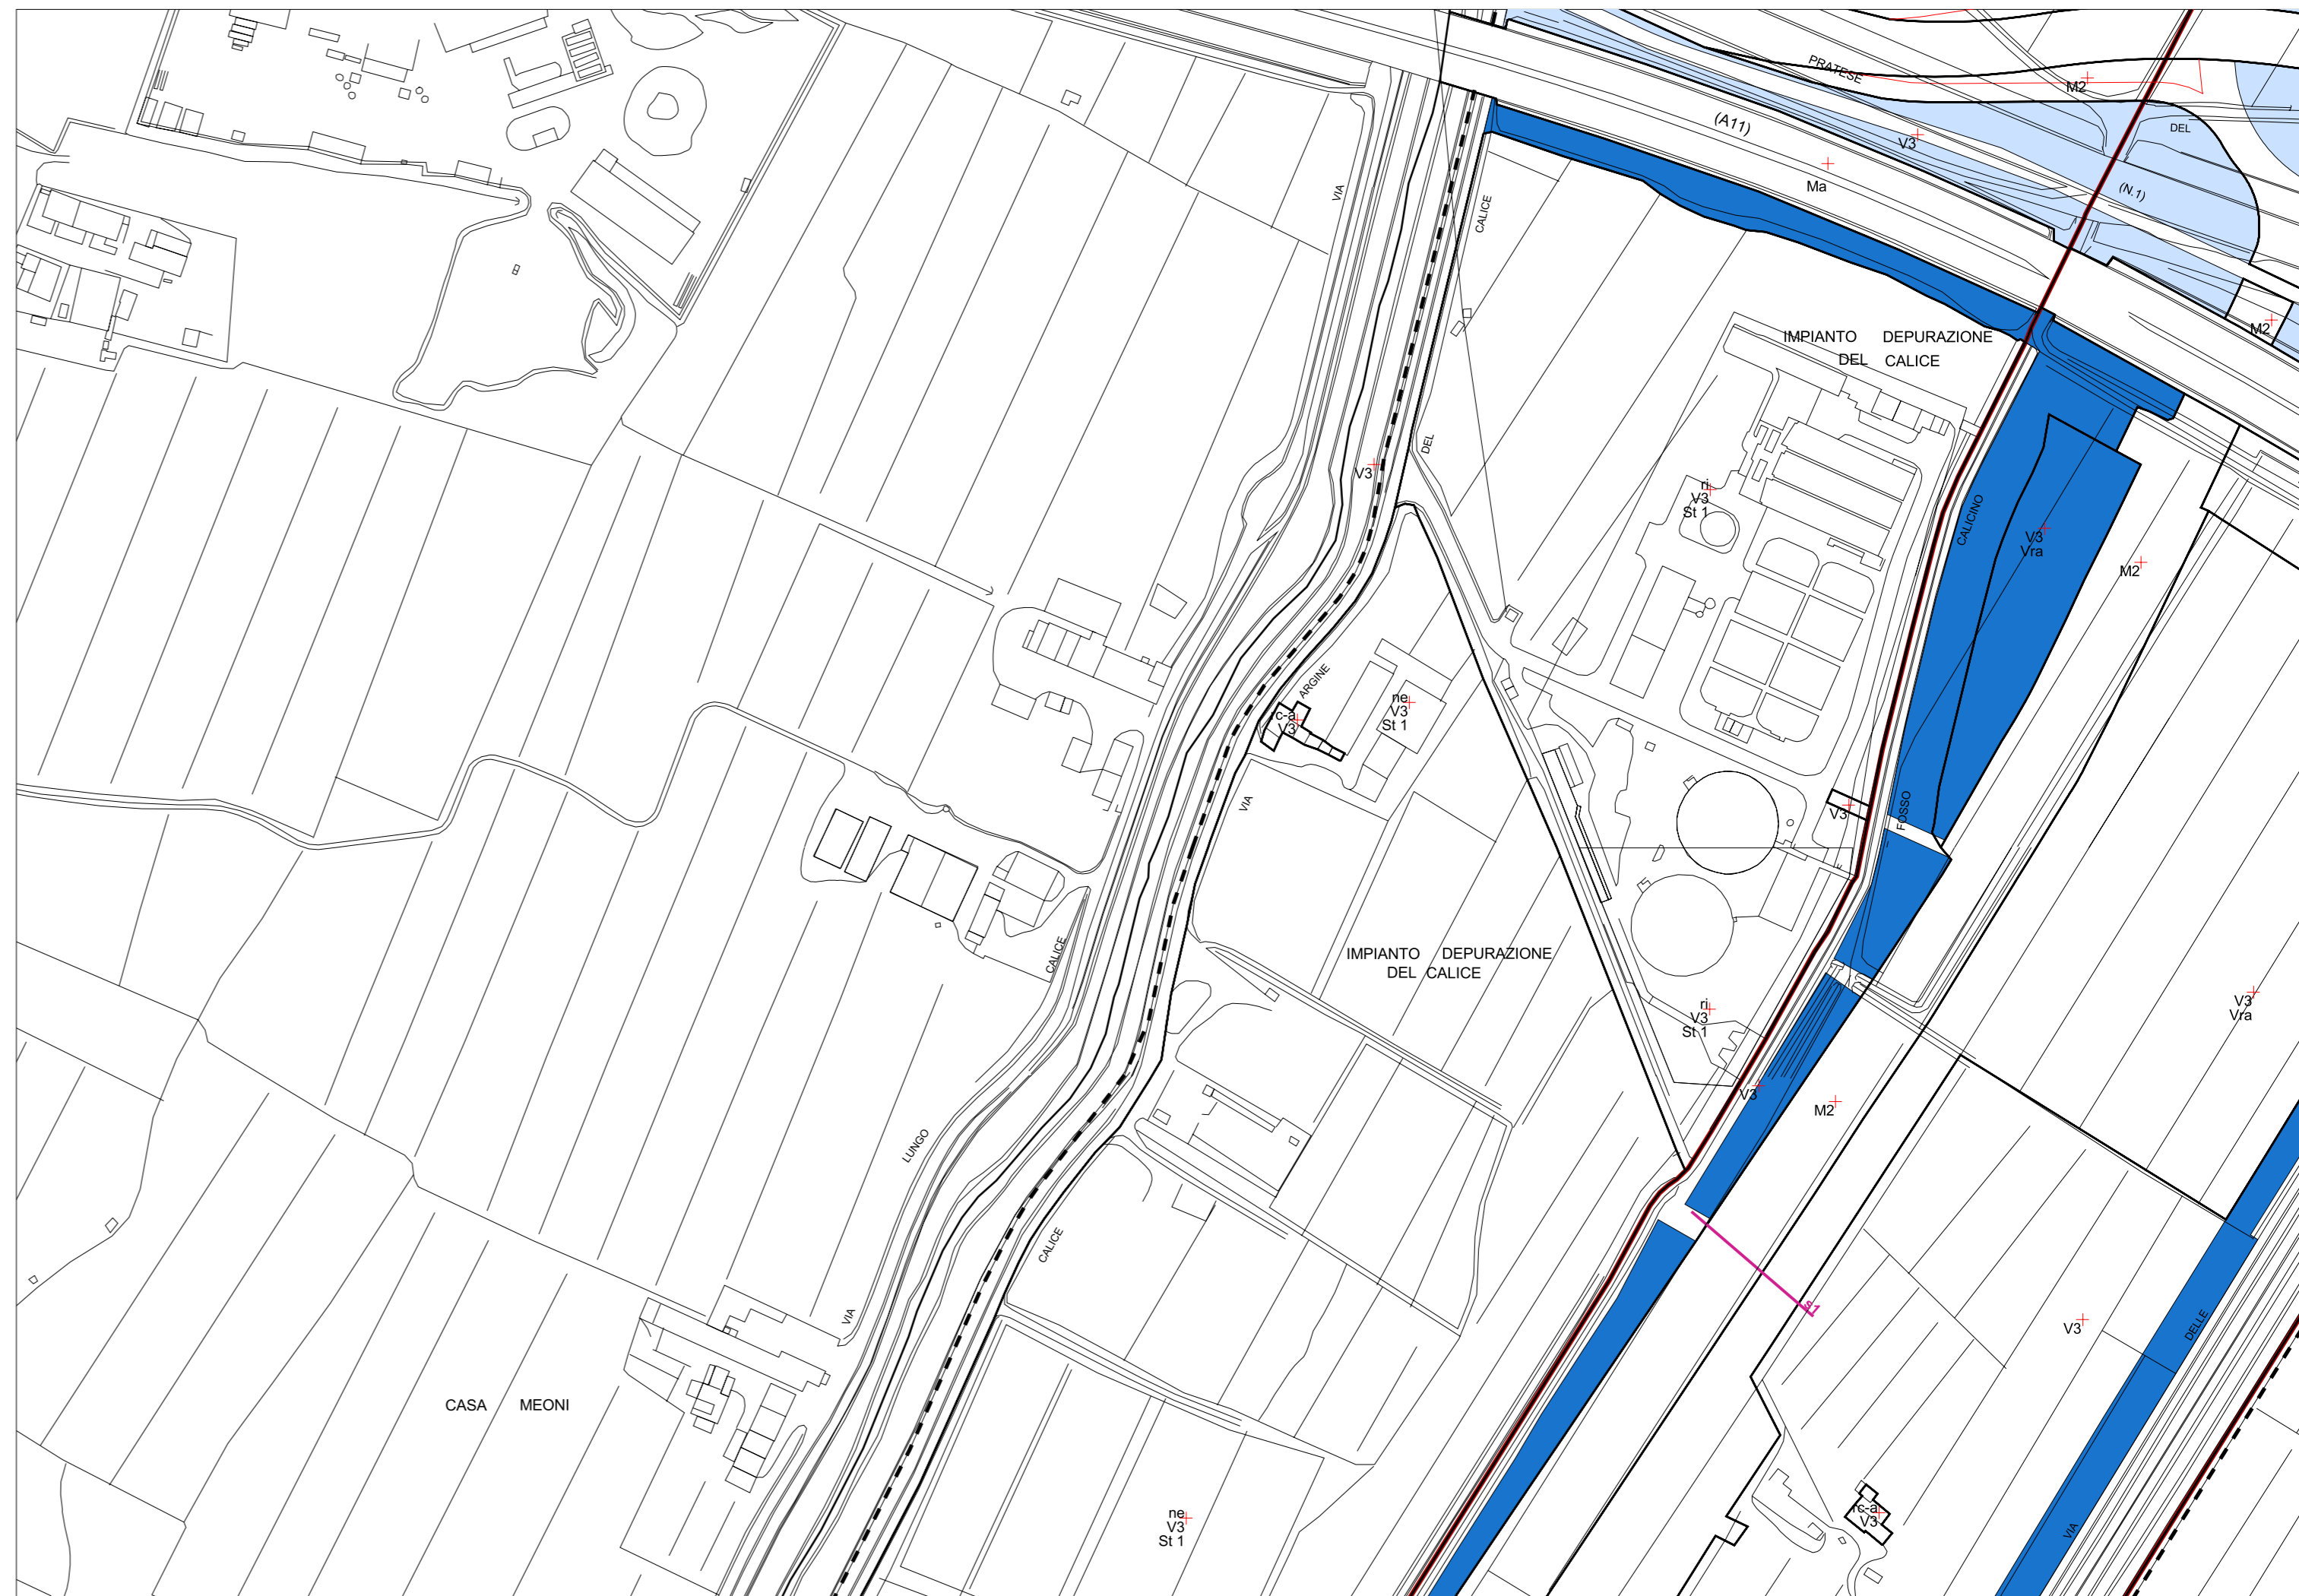 PRATESE
M2
(A11)
V3
DEL
Ma
(N.1)
VIA
CALICE
M2
IMPIANTO DEPURAZIONE
DEL CALICE
DEL
V3
ri
V3
St 1
CALICINO
V3
Vra
M2
ARGINE
ne
V3
St 1
rc-a
V3
VIA
V3
FOSSO
CALICE
IMPIANTO DEPURAZIONE
DEL CALICE
ri
V3
St 1
V3
Vra
V3
M2
LUNGO
CALICE
VIA
s1
V3
DELLE
CASA MEONI
ne
V3
St 1
rc-a
V3
VIA